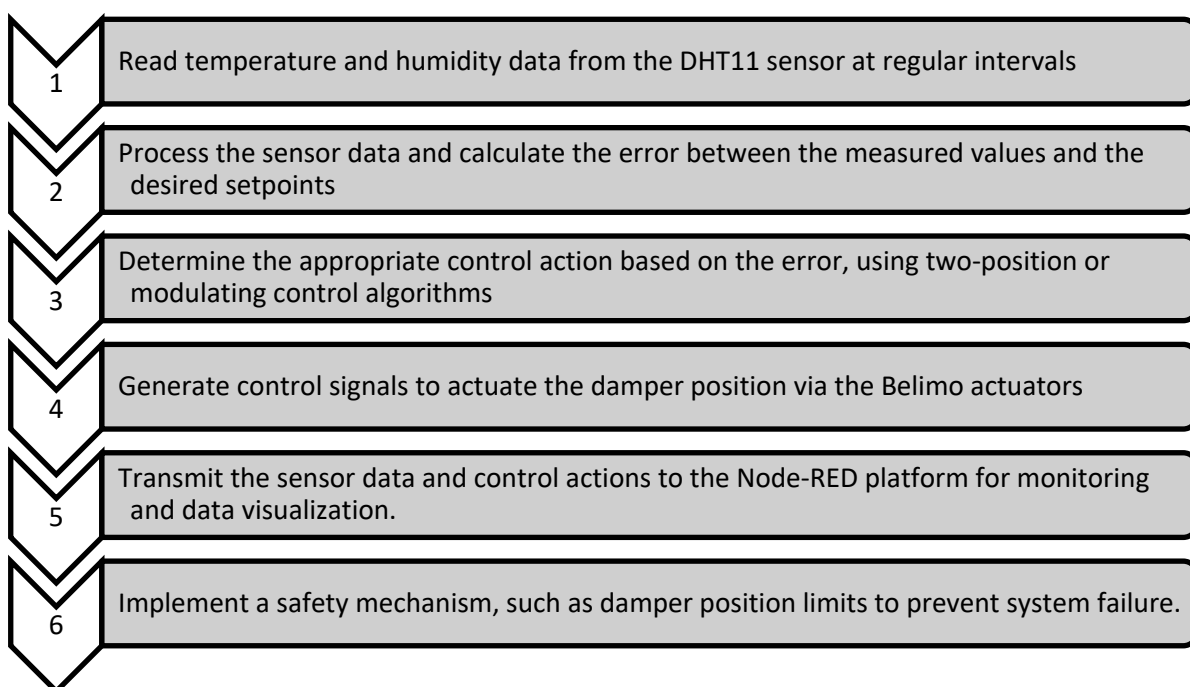 1
Read temperature and humidity data from the DHT11 sensor at regular intervals
2
Process the sensor data and calculate the error between the measured values and the
desired setpoints
3
Determine the appropriate control action based on the error, using two-position or
modulating control algorithms
4
Generate control signals to actuate the damper position via the Belimo actuators
5
Transmit the sensor data and control actions to the Node-RED platform for monitoring
and data visualization.
6
Implement a safety mechanism, such as damper position limits to prevent system failure.